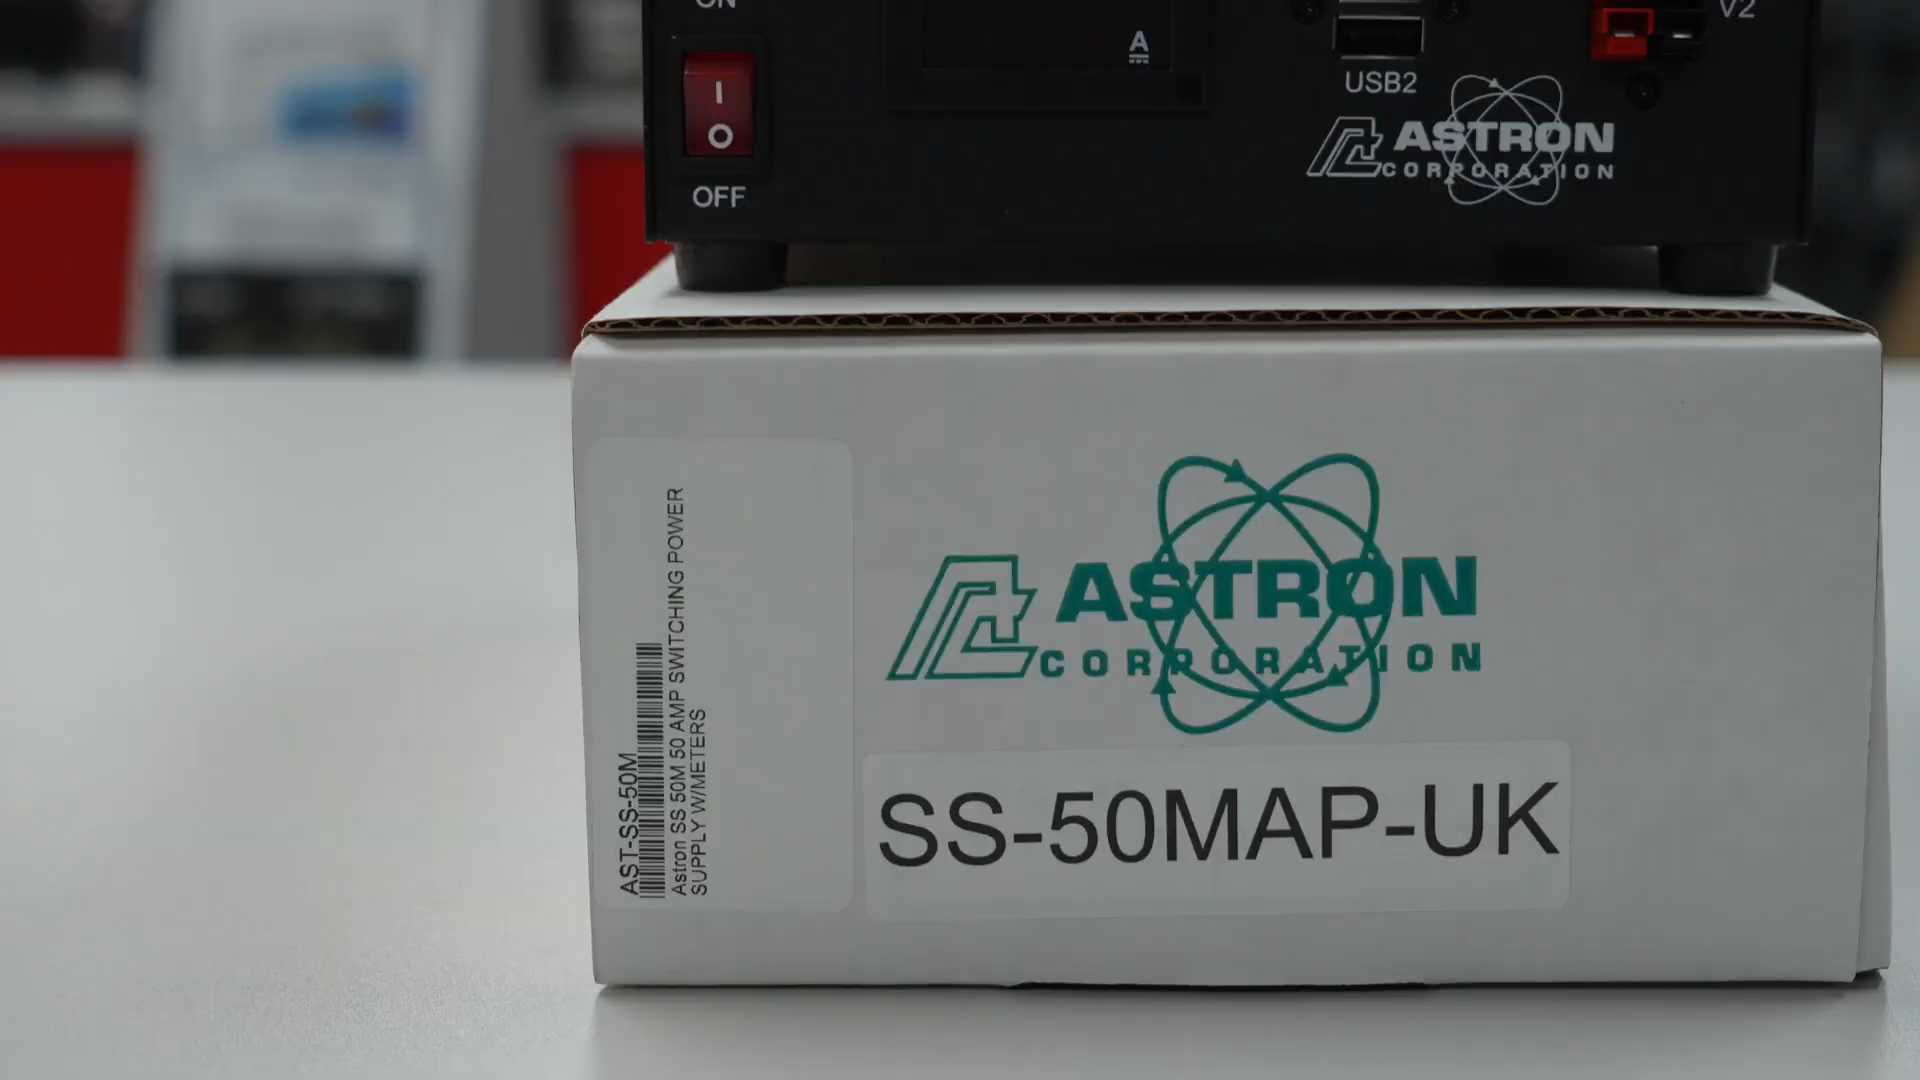 ON
I
O
OFF
A
USB2
V2
ASTRON
CORPORATION
ASTRON
CORPORATION
AST-SS-50M
Astron SS 50M 50 AMP SWITCHING POWER
SUPPLY W/METERS
SS-50MAP-UK